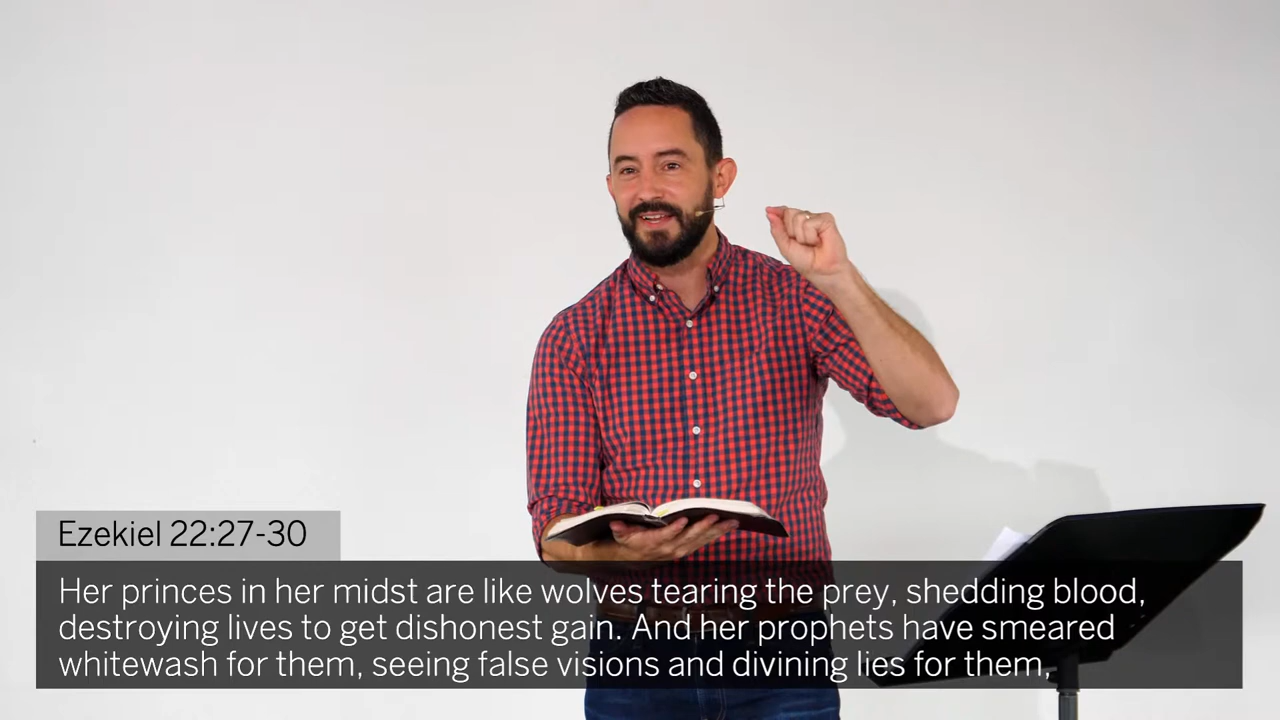 Ezekiel 22:27-30
Her princes in her midst are like wolves tearing the prey, shedding blood,
destroying lives to get dishonest gain. And her prophets have smeared
whitewash for them, seeing false visions and divining lies for them,